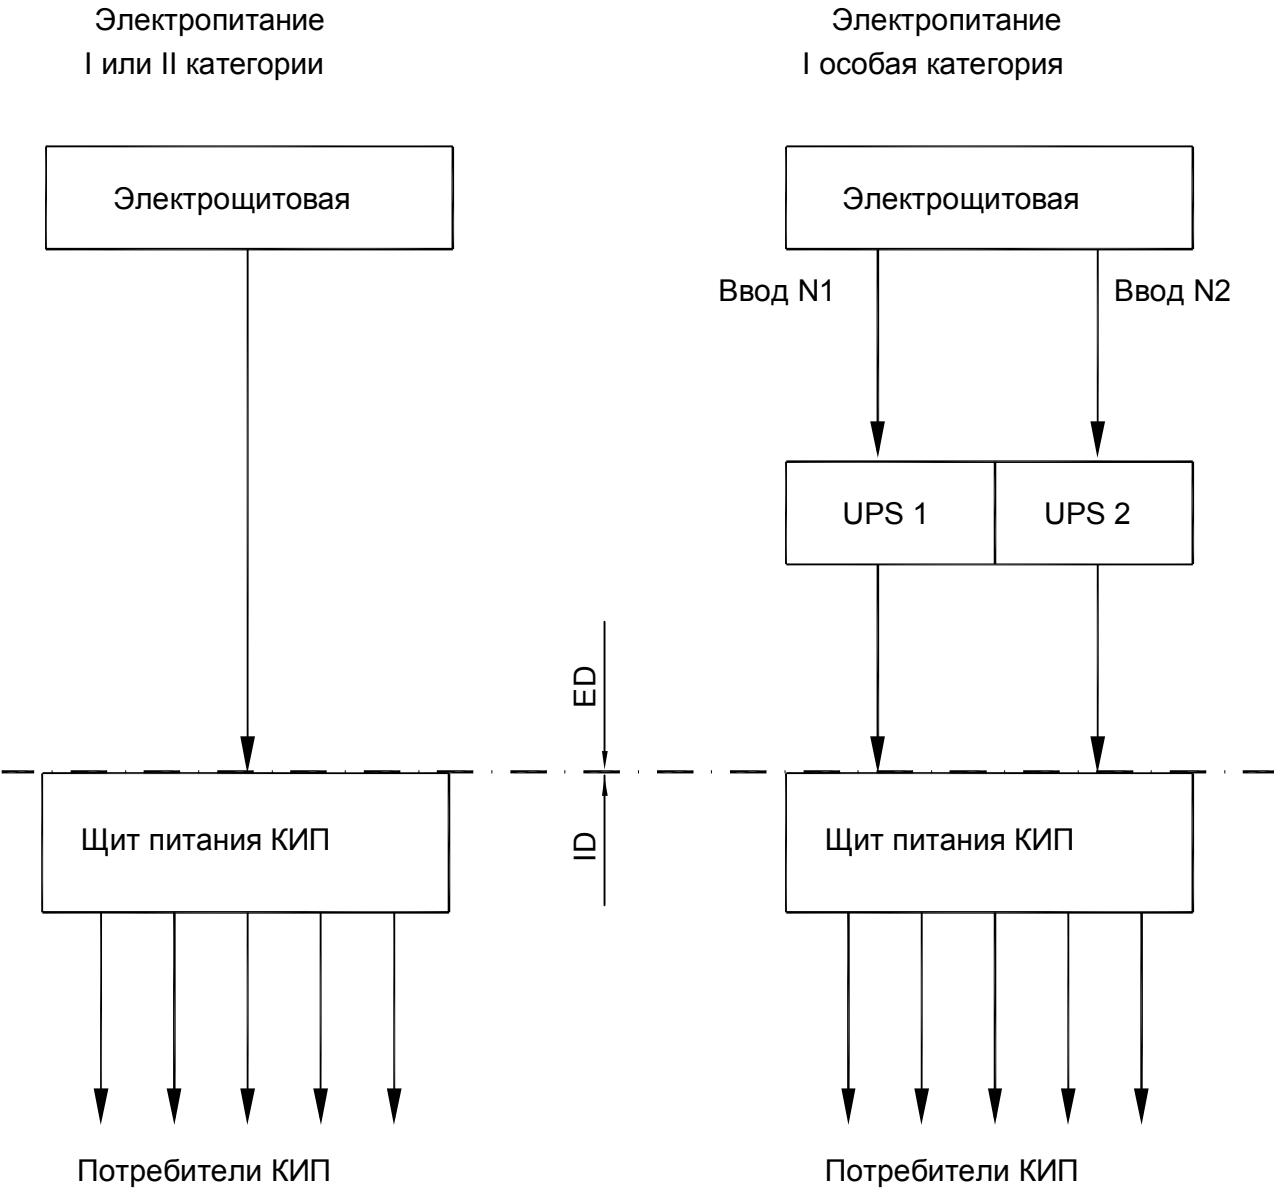 Электропитание
I или II категории
Электропитание
I особая категория
Электрощитовая
Электрощитовая
Ввод N1
Ввод N2
UPS 1
UPS 2
ED
ID
Щит питания КИП
Щит питания КИП
Потребители КИП
Потребители КИП